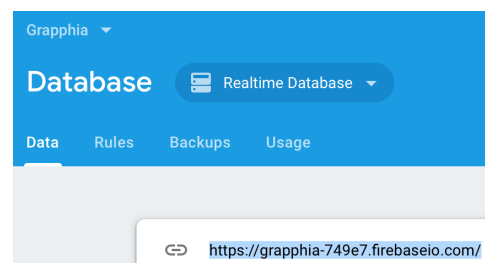 Grapphia
Database Realtime Database
Data Rules Backups Usage
https://grapphia-749e7.firebaseio.com/